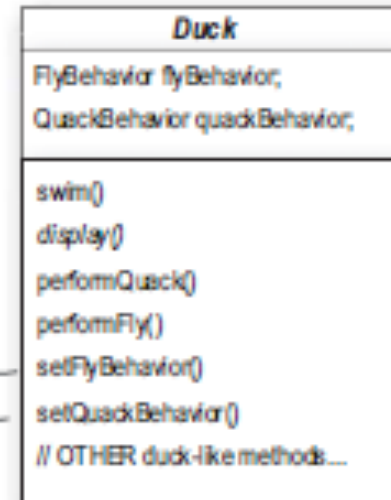 Duck
FlyBehavior flyBehavior;
QuackBehavior quackBehavior;
swim()
display()
performQuack()
performFly()
setFlyBehavior()
setQuackBehavior()
// OTHER duck-like methods...